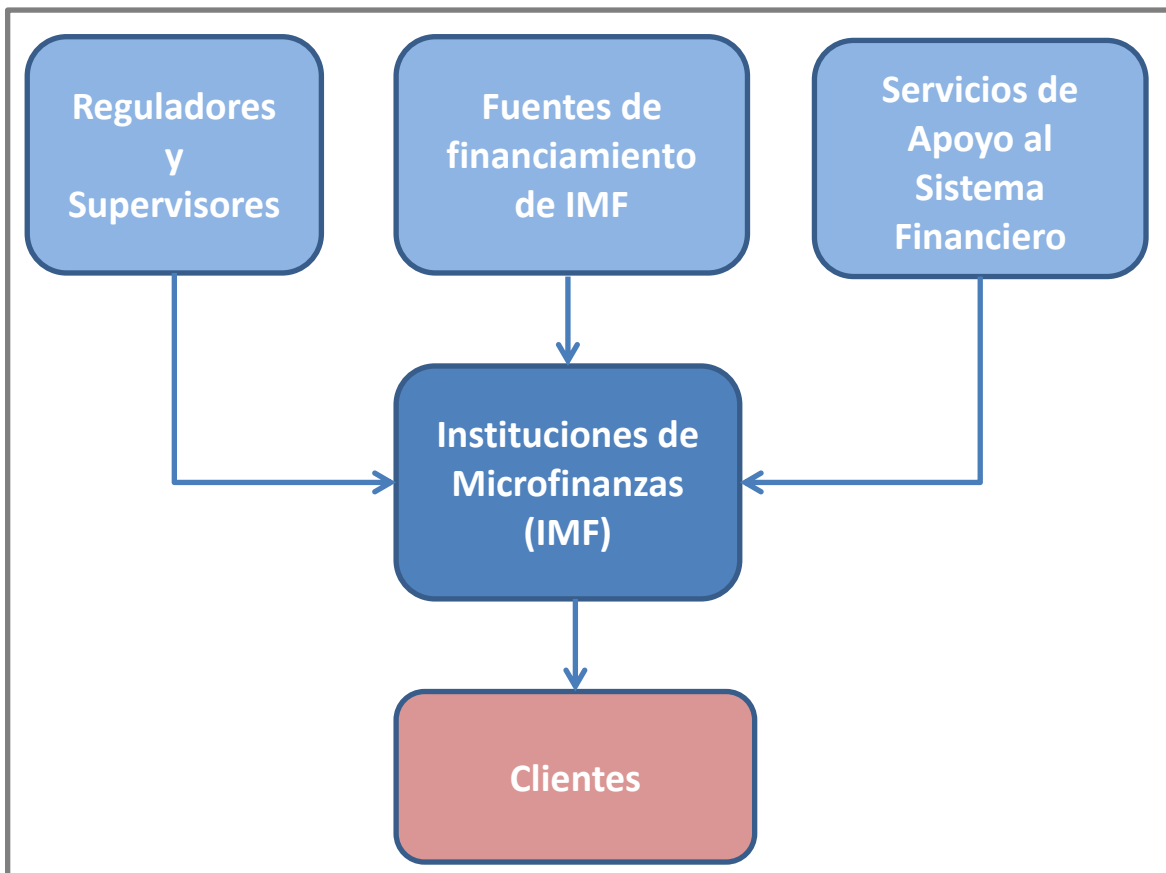 Reguladores
y
Supervisores
Fuentes de
financiamiento
de IMF
Servicios de
Apoyo al
Sistema
Financiero
Instituciones de
Microfinanzas
(IMF)
Clientes